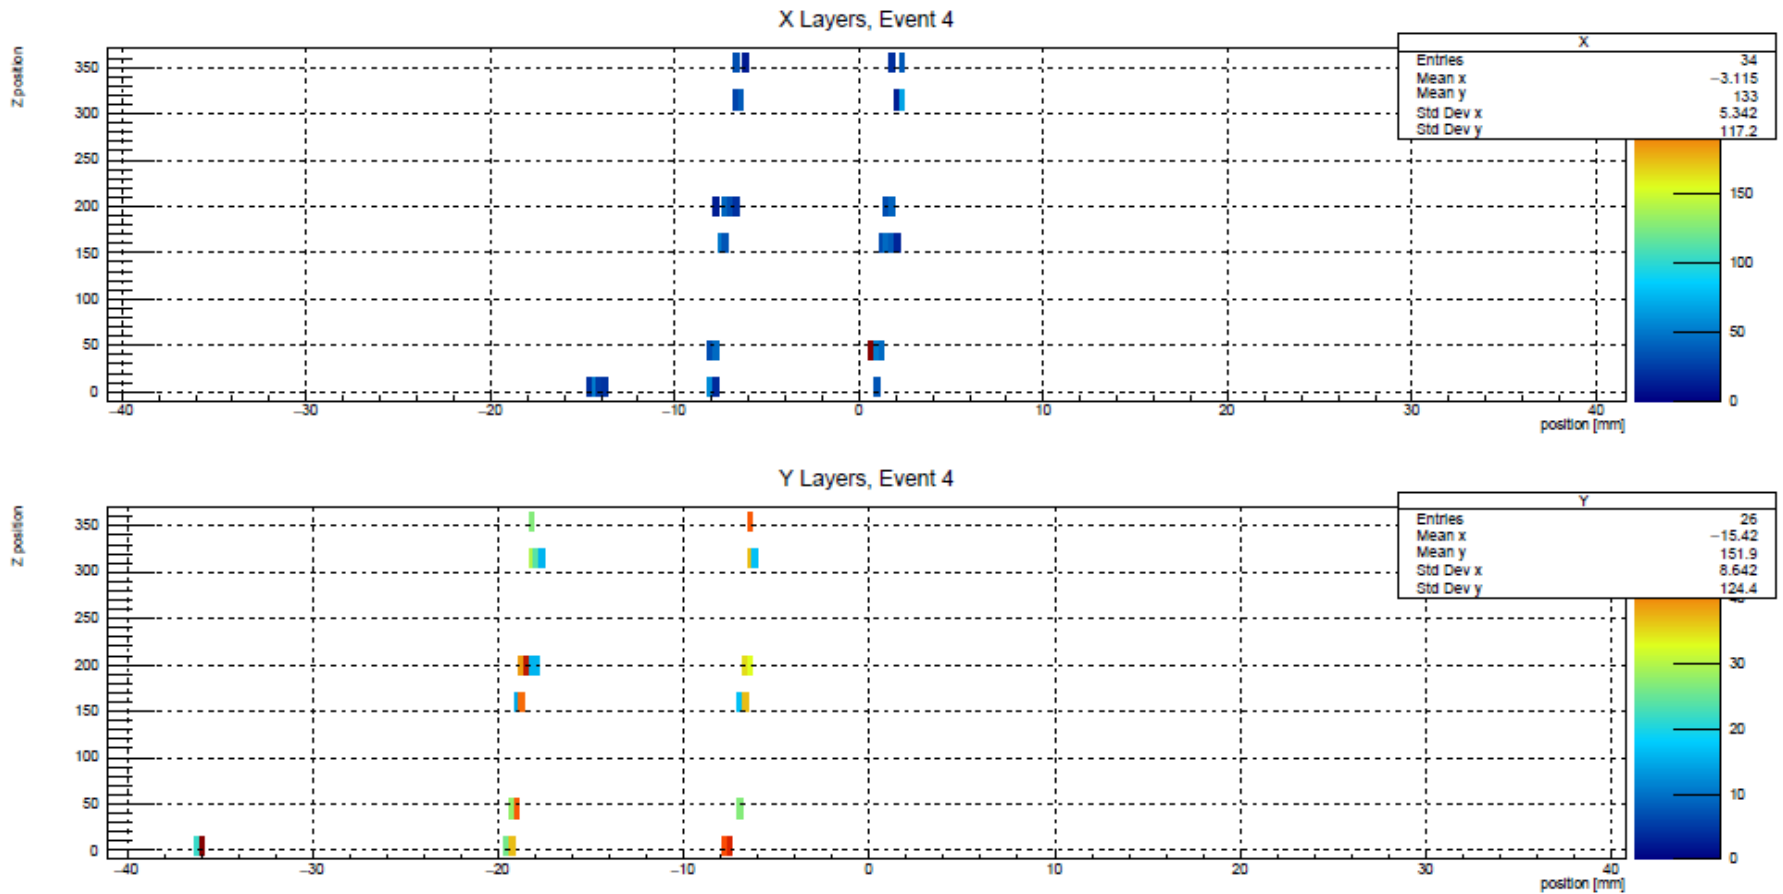 X Layers, Event 4
Z position
350
300
250
200
150
100
50
0
−40
−30
−20
−10
0
10
20
30
40
position [mm]
X
Entries 34
Mean x −3.115
Mean y 133
Std Dev x 5.342
Std Dev y 117.2
150
100
50
0
Y Layers, Event 4
Z position
350
300
250
200
150
100
50
0
−40
−30
−20
−10
0
10
20
30
40
position [mm]
Y
Entries 26
Mean x −15.42
Mean y 151.9
Std Dev x 8.642
Std Dev y 124.4
30
20
10
0